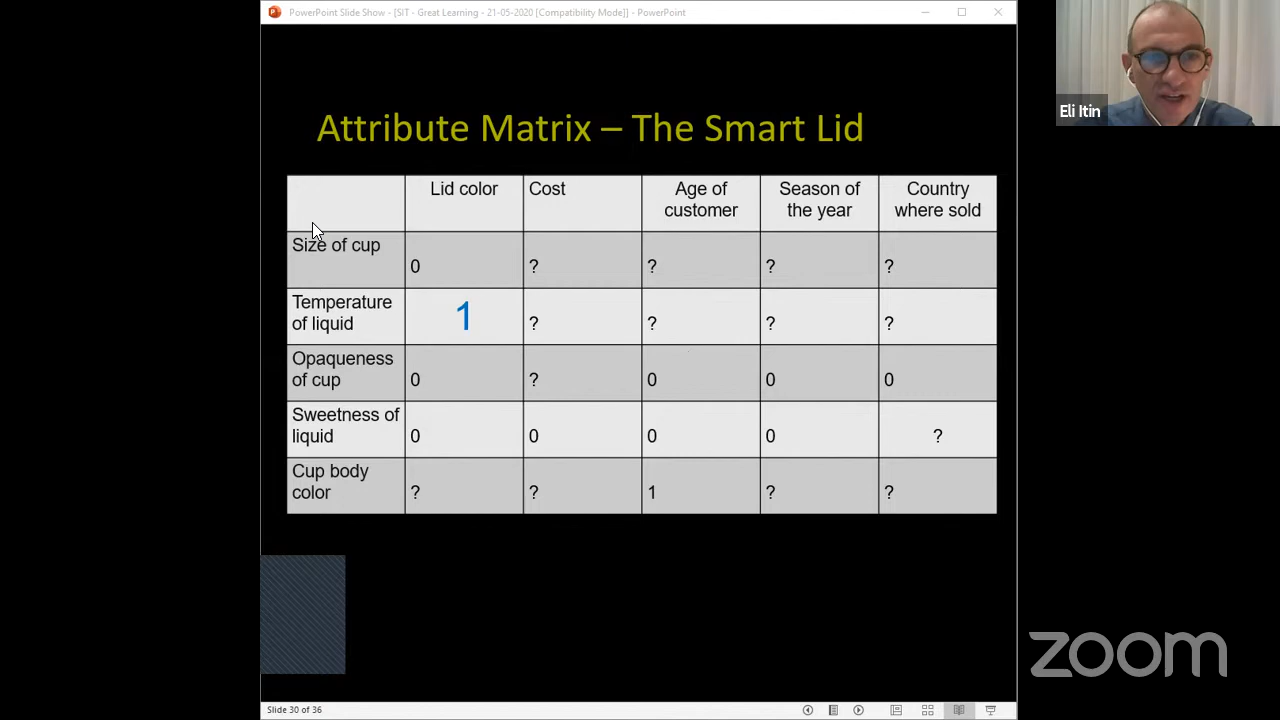 PowerPoint Slide Show - [SIT - Great Learning - 21-05-2020 [Compatibility Mode]] - PowerPoint
Eli Itin
Attribute Matrix – The Smart Lid
Lid color Cost Age of customer Season of the year Country where sold
Size of cup 0 ? ? ? ?
Temperature of liquid 1 ? ? ? ?
Opaqueness of cup 0 ? 0 0 0
Sweetness of liquid 0 0 0 0 ?
Cup body color ? ? 1 ? ?
zoom
Slide 30 of 36